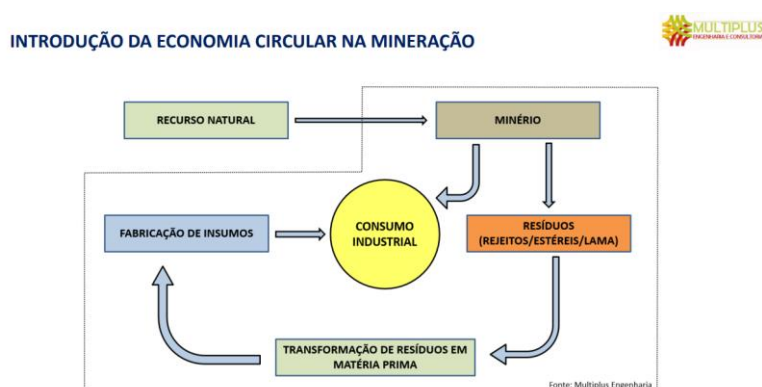 MULTIPLUS
ENGENHARIA E CONSULTORIA
INTRODUÇÃO DA ECONOMIA CIRCULAR NA MINERAÇÃO
RECURSO NATURAL
MINÉRIO
FABRICAÇÃO DE INSUMOS
CONSUMO
INDUSTRIAL
RESÍDUOS
(REJEITOS/ESTÉREIS/LAMA)
TRANSFORMAÇÃO DE RESÍDUOS EM
MATÉRIA PRIMA
Fonte: Multiplus Engenharia